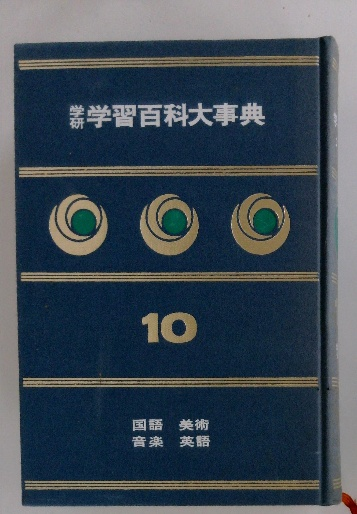 学研 学習百科大事典
10
国語 美術
音楽 英語